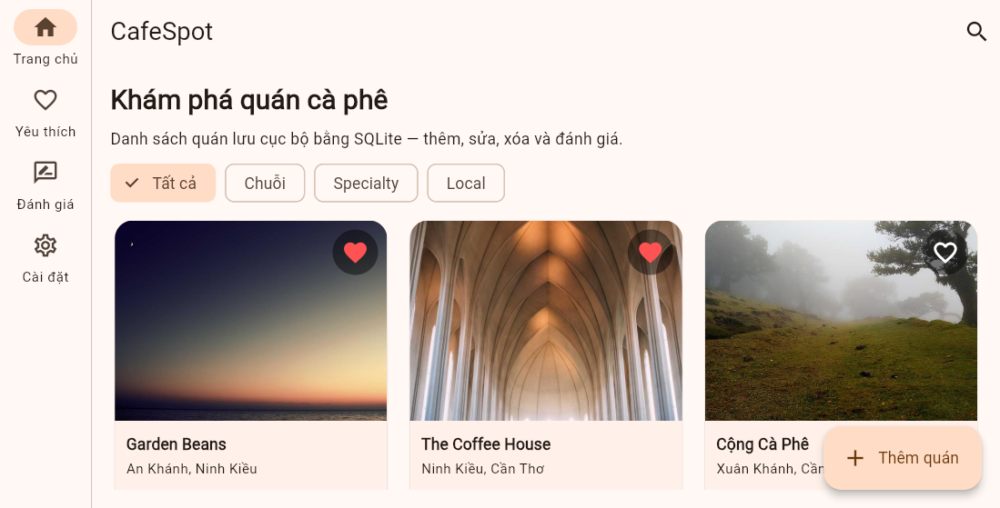 CafeSpot
Trang chủ
Yêu thích
Đánh giá
Cài đặt
Khám phá quán cà phê
Danh sách quán lưu cục bộ bằng SQLite — thêm, sửa, xóa và đánh giá.
Tất cả
Chuỗi
Specialty
Local
Garden Beans
An Khánh, Ninh Kiều
The Coffee House
Ninh Kiều, Cần Thơ
Cộng Cà Phê
Xuân Khánh, Cần
Thêm quán